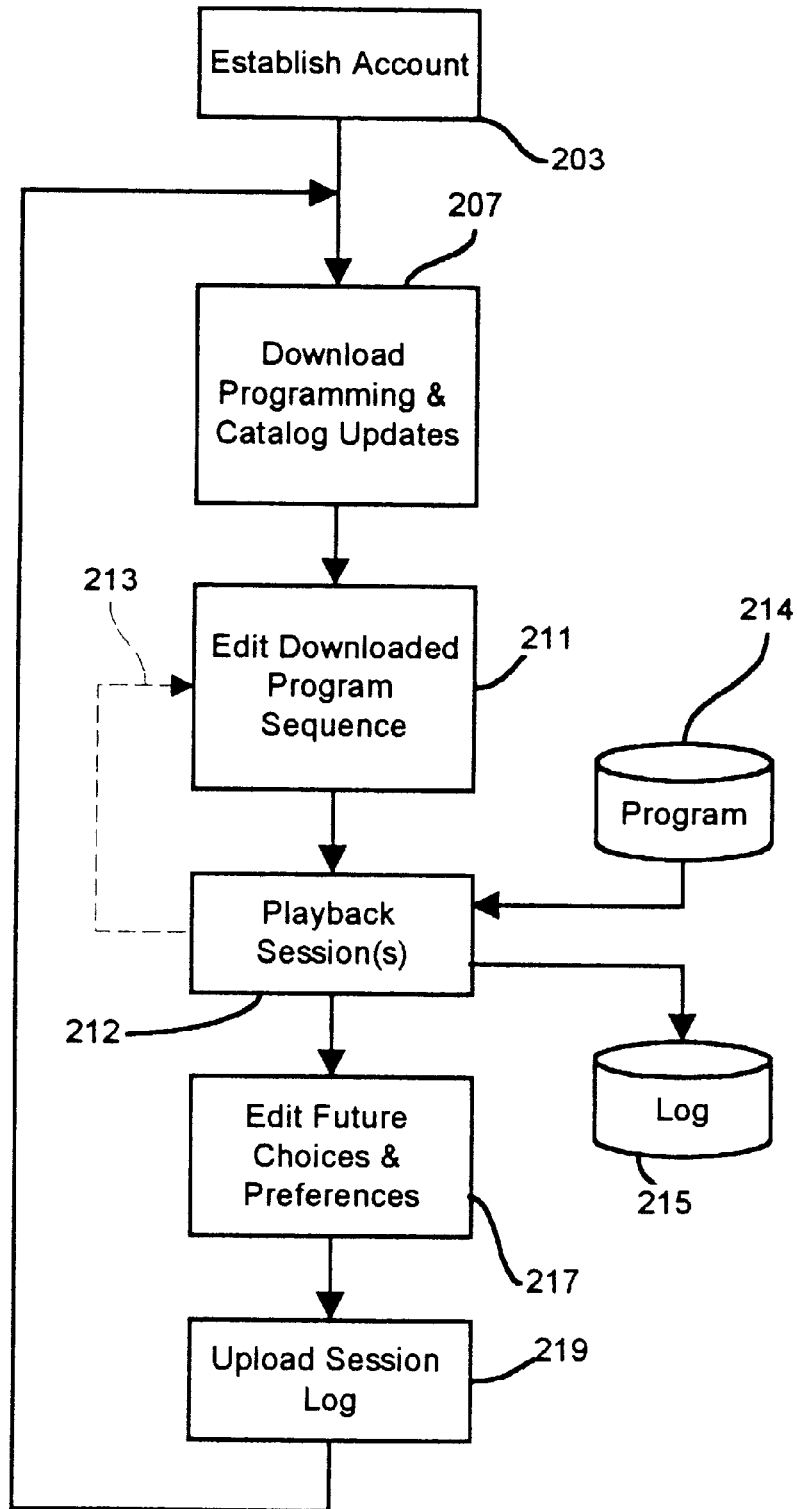 Establish Account
203
207
Download
Programming &
Catalog Updates
213
Edit Downloaded
Program
Sequence
211
214
Program
Playback
Session(s)
212
Log
215
Edit Future
Choices &
Preferences
217
Upload Session
Log
219